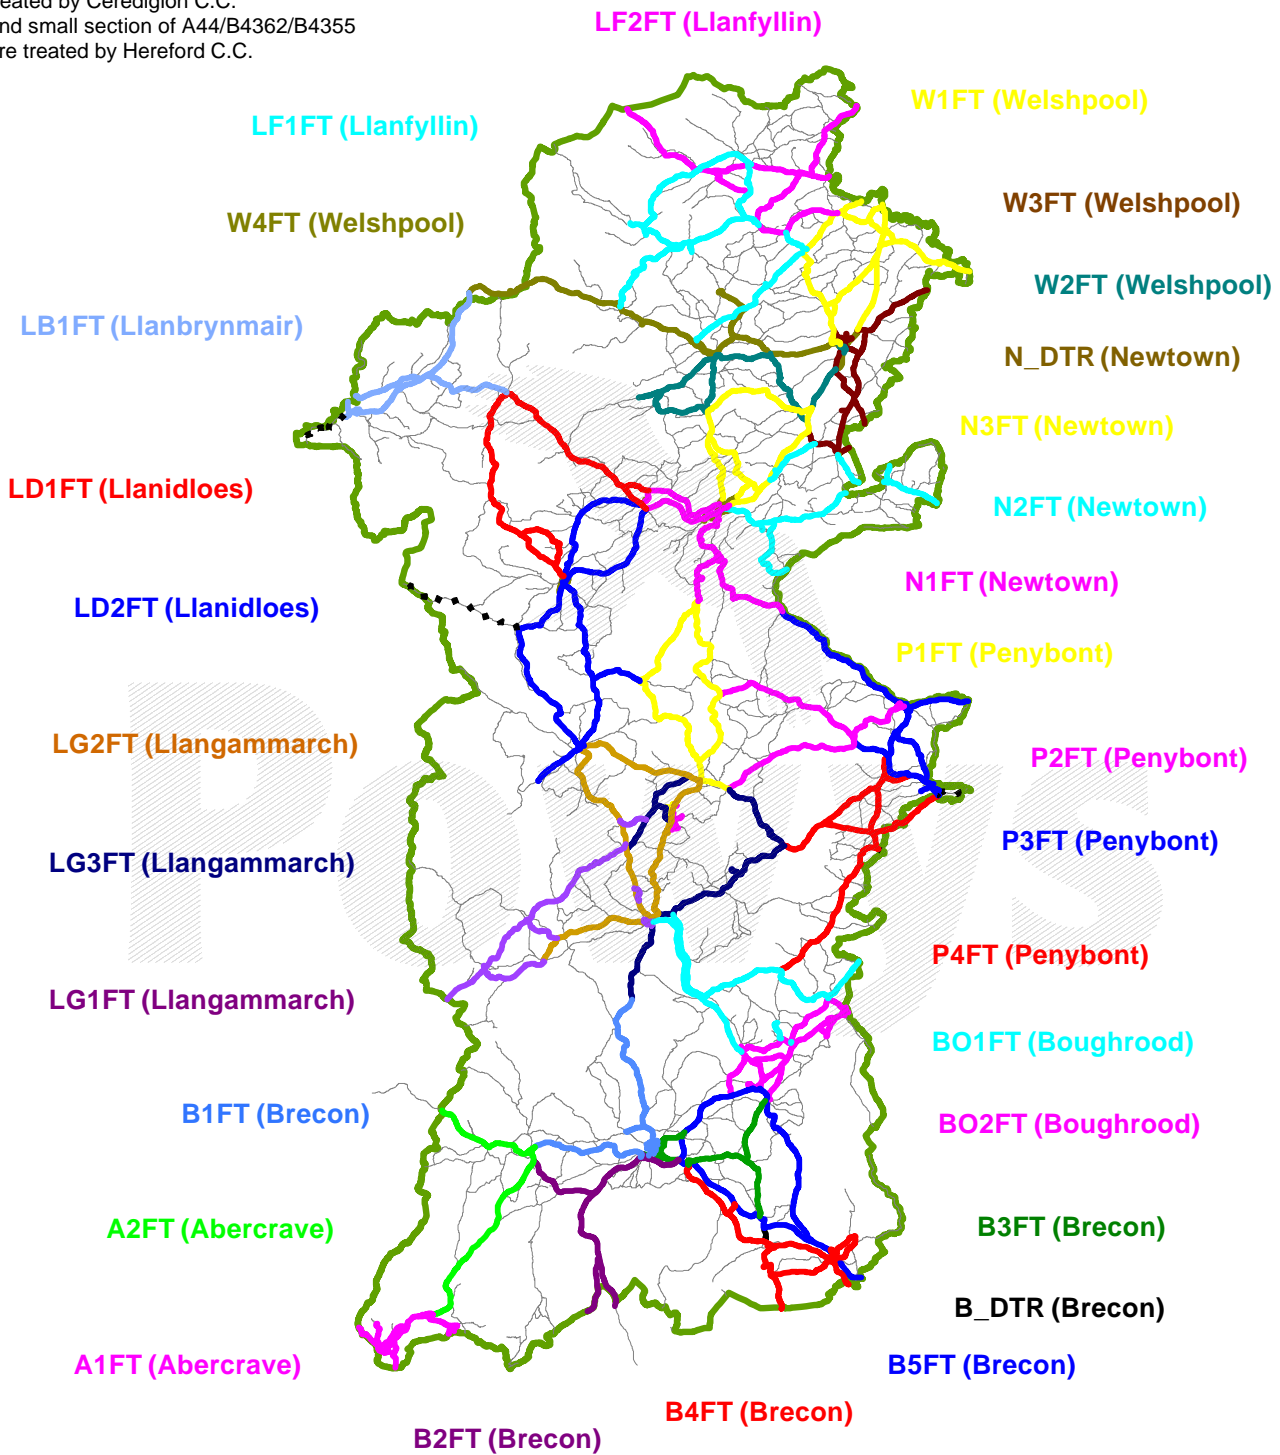 eated by Ceredigion C.C.
nd small section of A44/B4362/B4355
re treated by Hereford C.C.
LF2FT (Llanfyllin)
W1FT (Welshpool)
LF1FT (Llanfyllin)
W3FT (Welshpool)
W4FT (Welshpool)
W2FT (Welshpool)
LB1FT (Llanbrynmair)
N_DTR (Newtown)
N3FT (Newtown)
LD1FT (Llanidloes)
N2FT (Newtown)
N1FT (Newtown)
LD2FT (Llanidloes)
P1FT (Penybont)
LG2FT (Llangammarch)
P2FT (Penybont)
P3FT (Penybont)
LG3FT (Llangammarch)
Powys
P4FT (Penybont)
LG1FT (Llangammarch)
BO1FT (Boughrood)
B1FT (Brecon)
BO2FT (Boughrood)
A2FT (Abercrave)
B3FT (Brecon)
B_DTR (Brecon)
A1FT (Abercrave)
B5FT (Brecon)
B4FT (Brecon)
B2FT (Brecon)